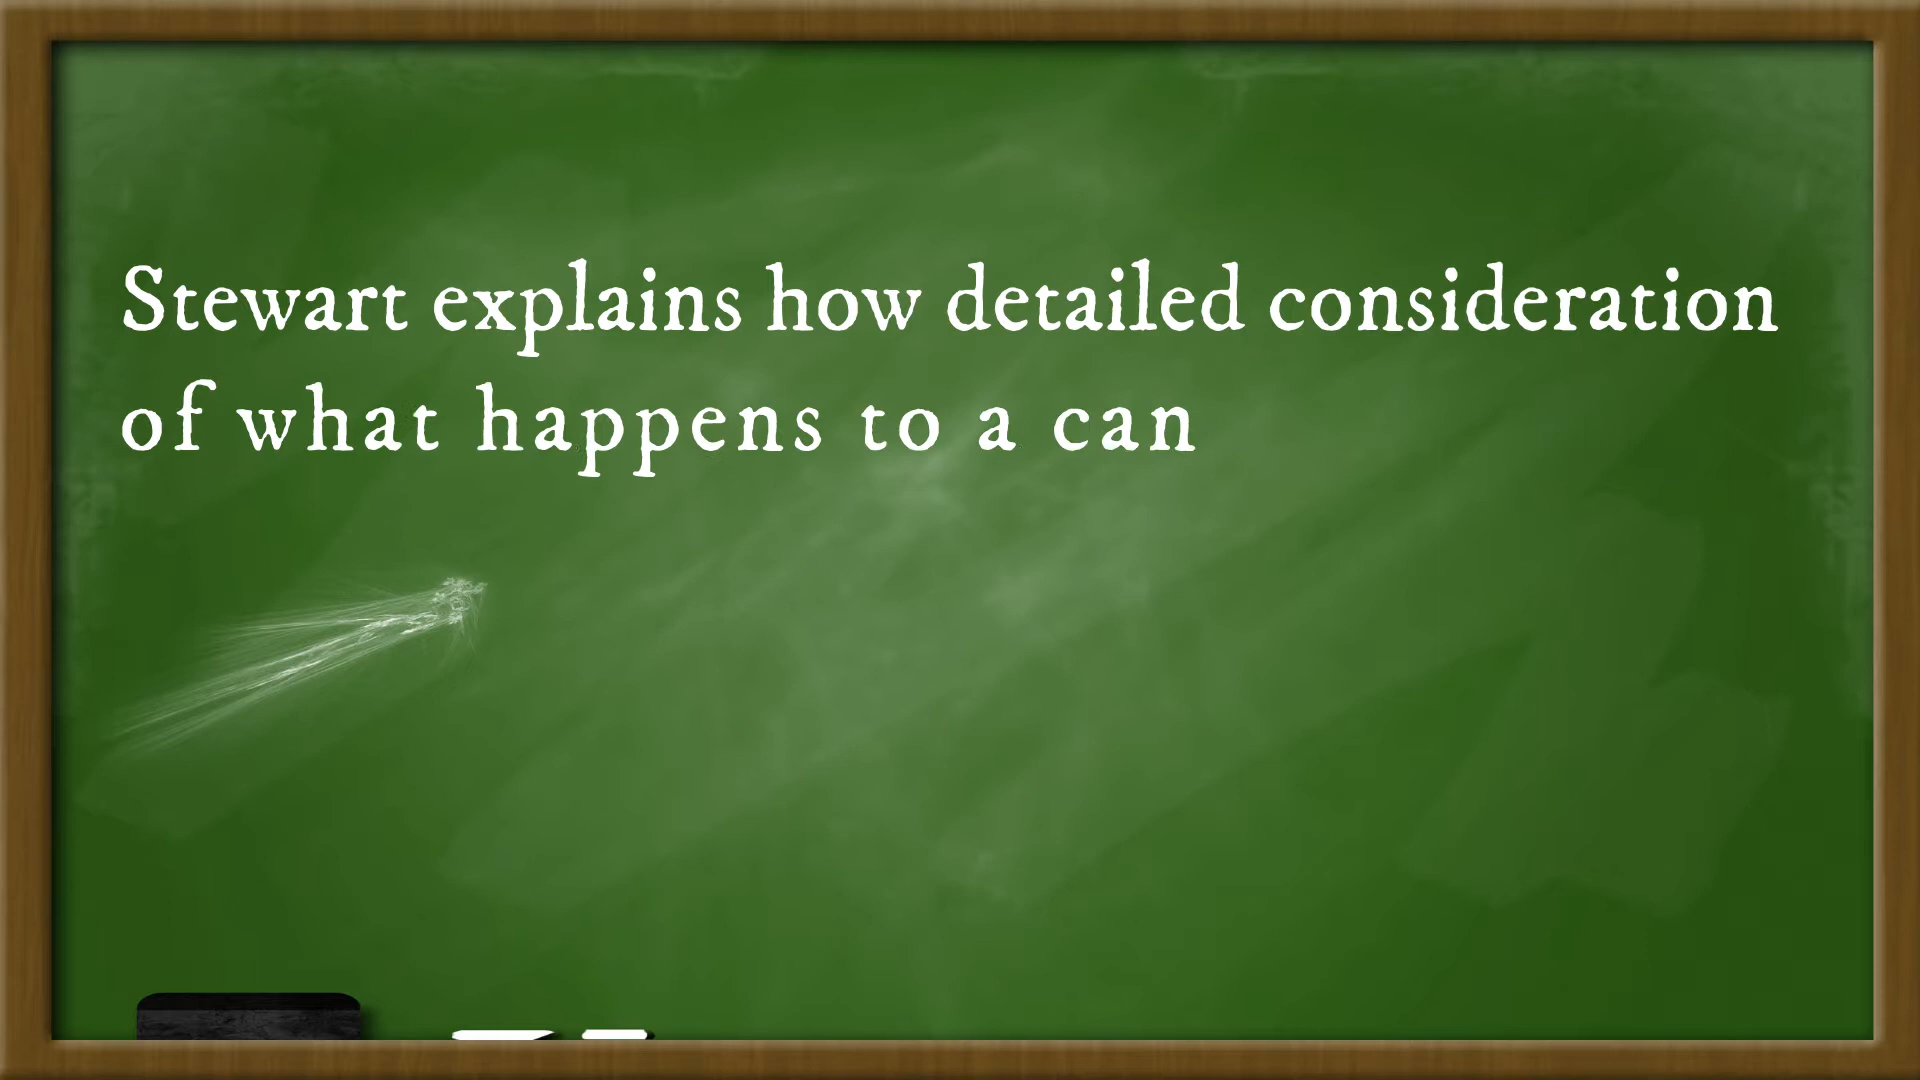 Stewart explains how detailed consideration
of what happens to a can